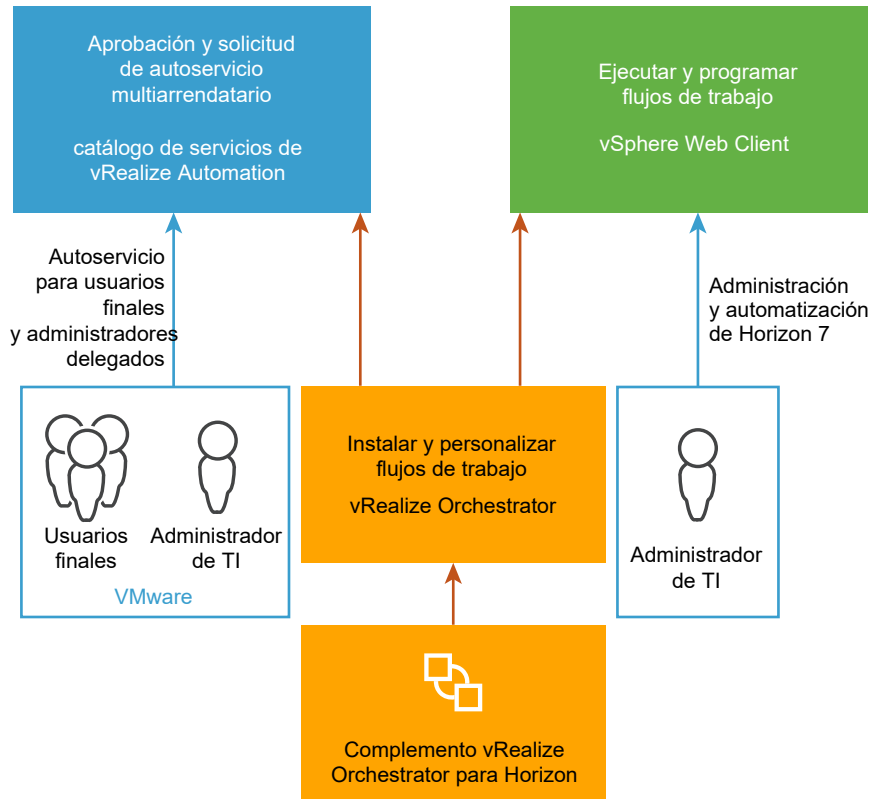 Aprobación y solicitud
de autoservicio
multiarrendatario
catálogo de servicios de
vRealize Automation
Ejecutar y programar
flujos de trabajo
vSphere Web Client
Autoservicio
para usuarios
finales
y administradores
delegados
Administración
y automatización
de Horizon 7
Usuarios
finales
Administrador
de TI
VMware
Instalar y personalizar
flujos de trabajo
vRealize Orchestrator
Administrador
de TI
Complemento vRealize
Orchestrator para Horizon